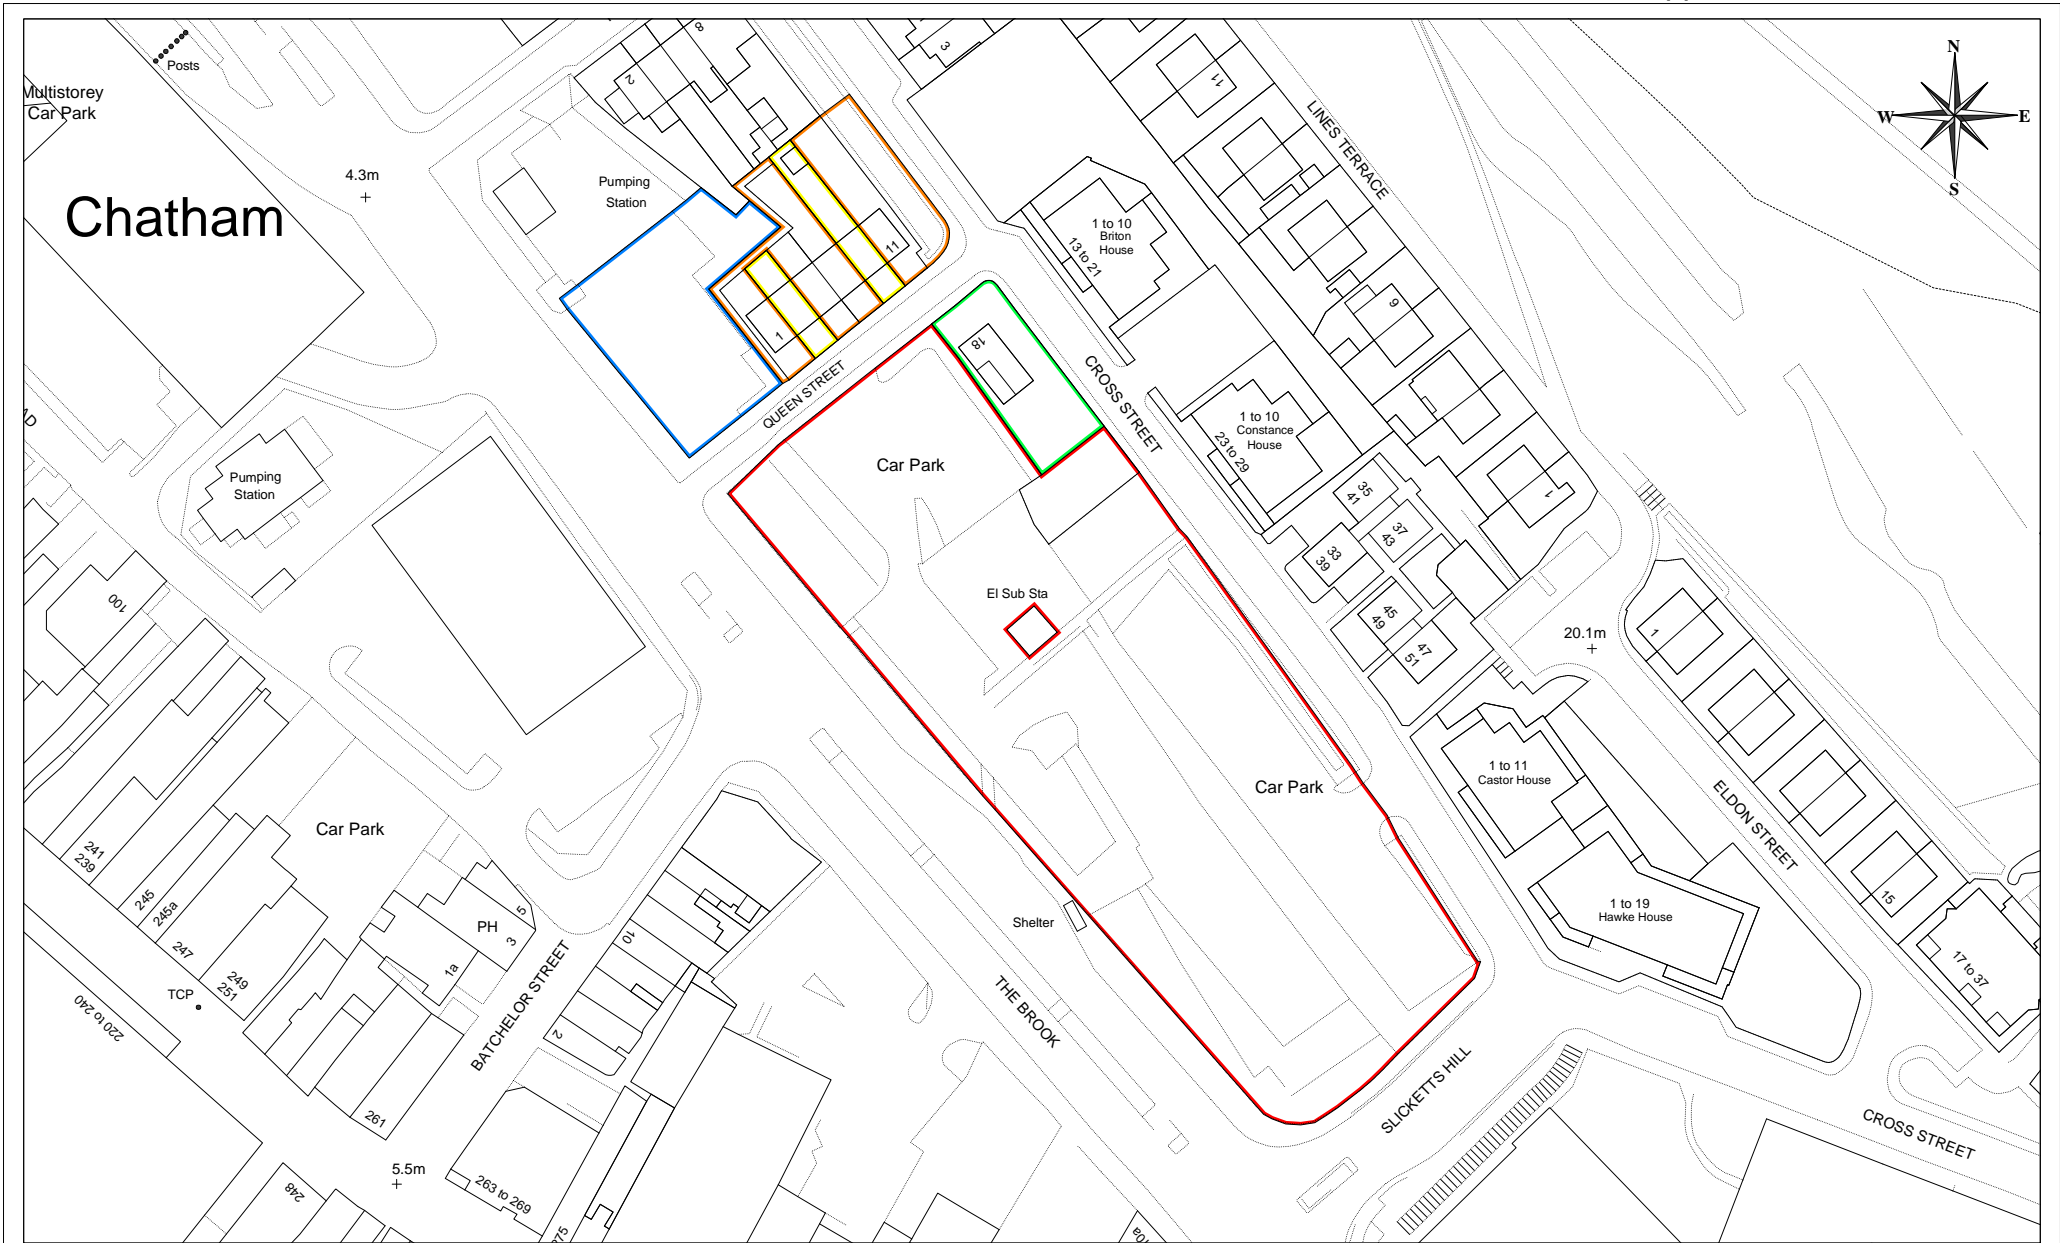 Posts
Multistorey
Car Park
4.3m
Chatham
Pumping
Station
2
8
3
11
LINES TERRACE
N
W
E
S
1 to 10
Briton
House
13 to 21
11
1
QUEEN STREET
18
CROSS STREET
9
1 to 10
Constance
House
23 to 29
Car Park
Pumping
Station
35
41
37
43
33
39
1
45
49
47
51
El Sub Sta
100
20.1m
1
Car Park
1 to 11
Castor House
ELDON STREET
Car Park
241
239
245
245a
247
249
251
PH
5
3
1a
10
2
Shelter
1 to 19
Hawke House
15
17 to 37
TCP
220 to 240
BATCHELOR STREET
THE BROOK
SLICKETTS HILL
CROSS STREET
261
5.5m
248
263 to 269